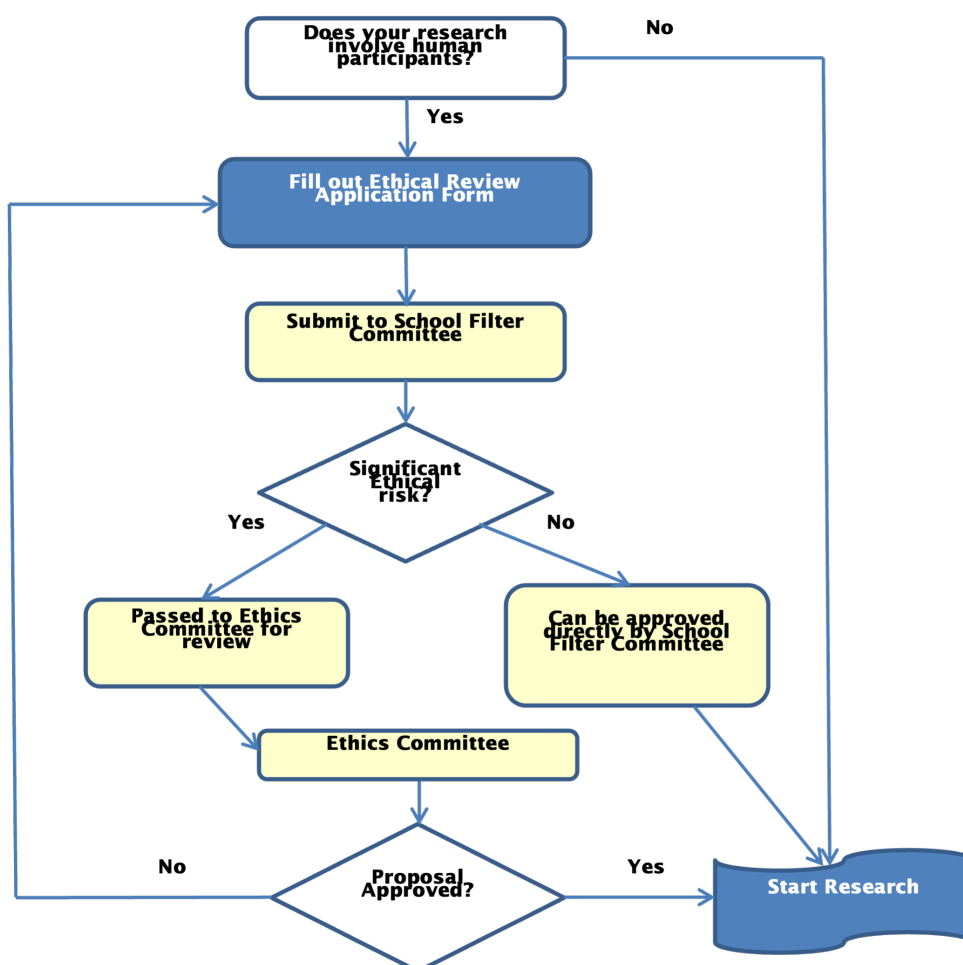 Does your research
involve human
participants?
No
Yes
Fill out Ethical Review
Application Form
Submit to School Filter
Committee
Significant
Ethical
risk?
Yes
No
Passed to Ethics
Committee for
review
Can be approved
directly by School
Filter Committee
Ethics Committee
Proposal
Approved?
No
Yes
Start Research